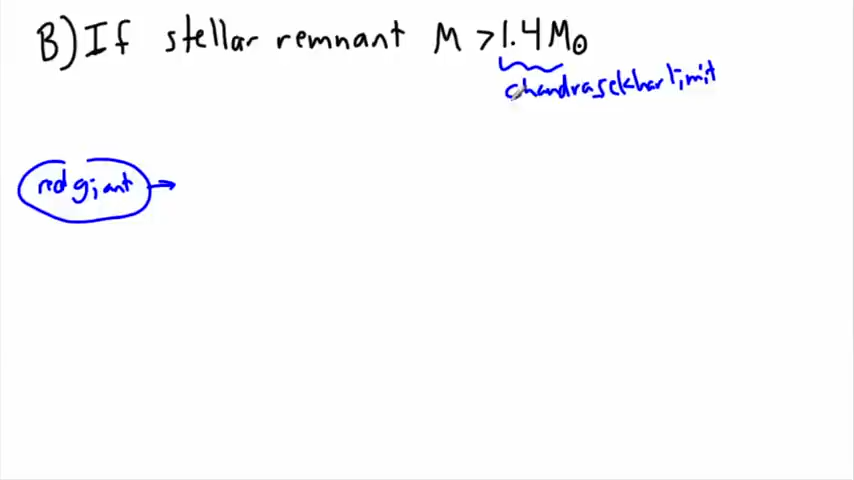 B) If stellar remnant M > 1.4 M☉
chandrasekhar limit
red giant →